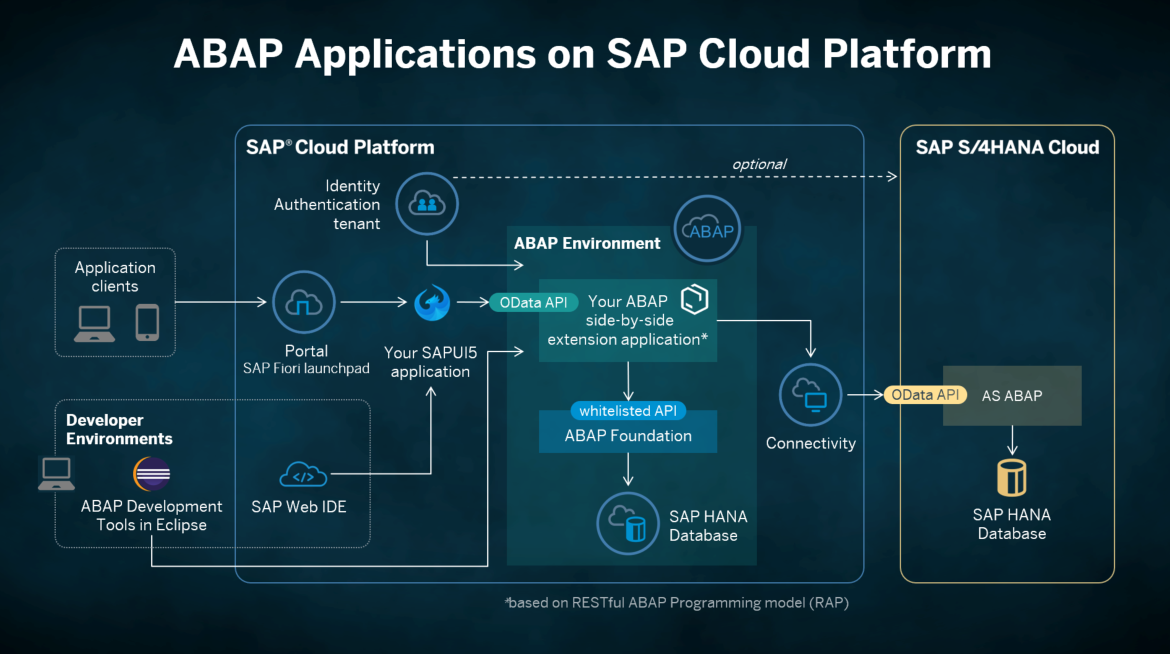 ABAP Applications on SAP Cloud Platform
SAP® Cloud Platform
SAP S/4HANA Cloud
optional
Identity
Authentication
tenant
ABAP
ABAP Environment
Application
clients
OData API
Your ABAP
side-by-side
extension application*
Portal
SAP Fiori launchpad
Your SAPUI5
application
whitelisted API
ABAP Foundation
Connectivity
OData API
AS ABAP
Developer
Environments
</>
ABAP Development
Tools in Eclipse
SAP Web IDE
SAP HANA
Database
SAP HANA
Database
*based on RESTful ABAP Programming model (RAP)